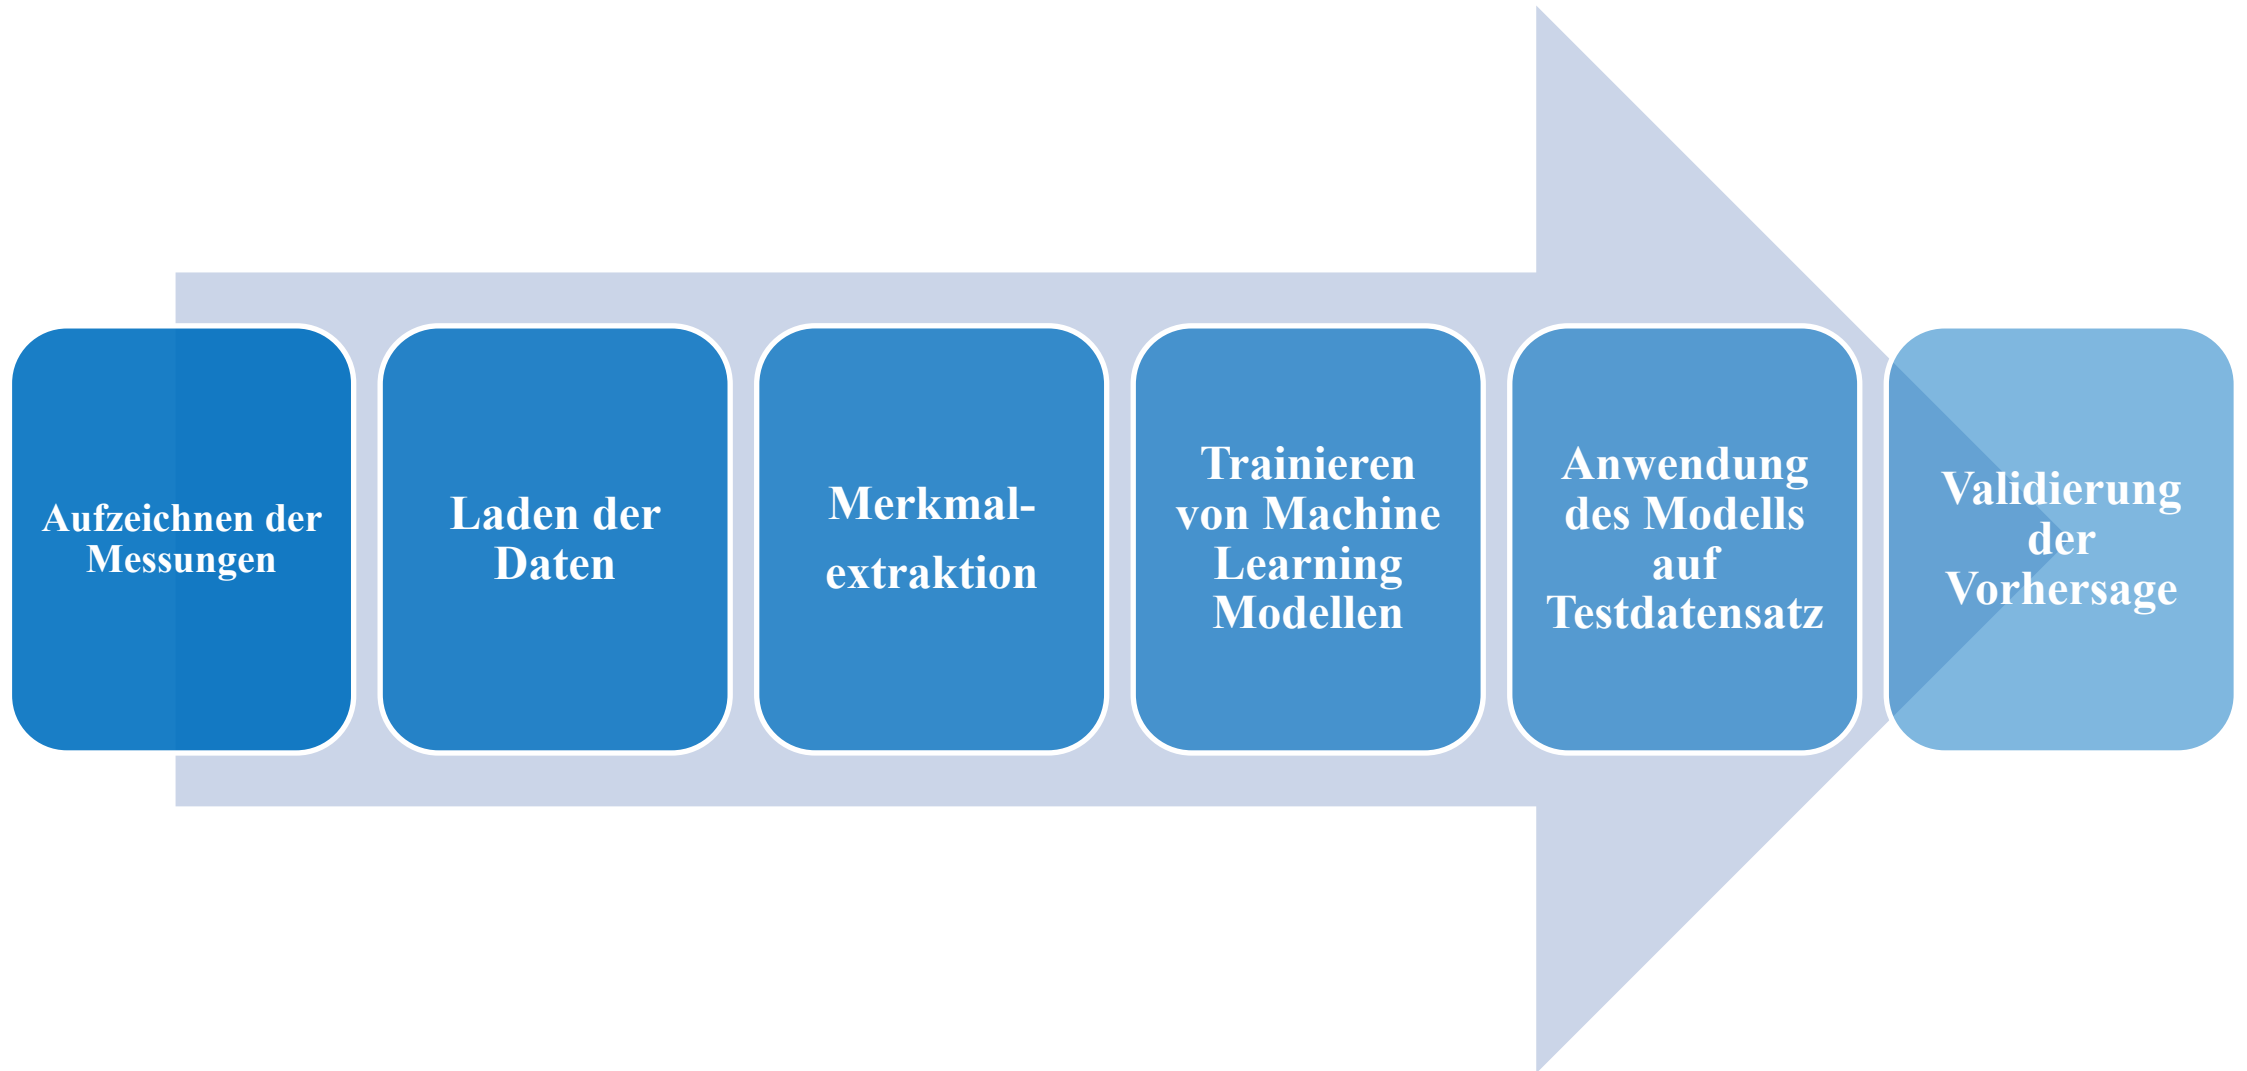 Aufzeichnen der
Messungen
Laden der
Daten
Merkmal-
extraktion
Trainieren
von Machine
Learning
Modellen
Anwendung
des Modells
auf
Testdatensatz
Validierung
der
Vorhersage